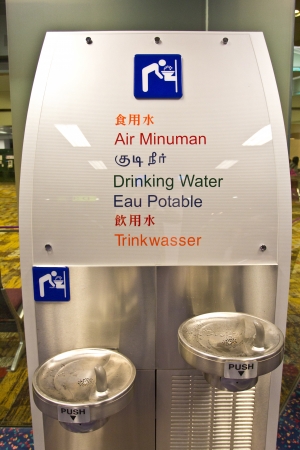 食用水
Air Minuman
குடி நீர்
Drinking Water
Eau Potable
飲用水
Trinkwasser
PUSH
PUSH